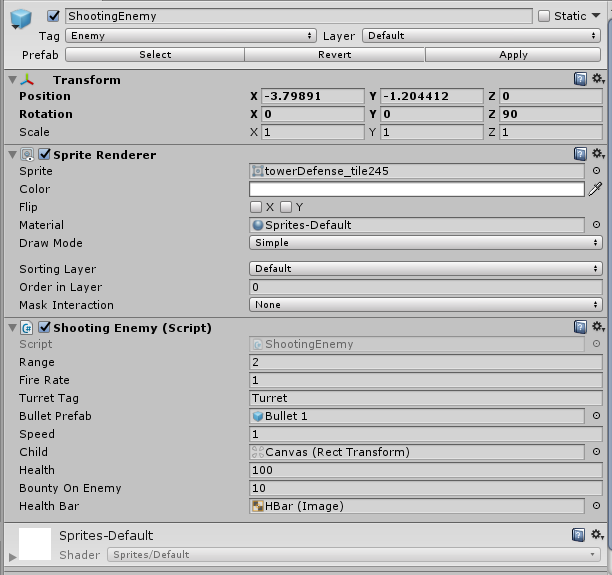 ShootingEnemy Static
Tag Enemy Layer Default
Prefab Select Revert Apply
Transform
Position X -3.79891 Y -1.204412 Z 0
Rotation X 0 Y 0 Z 90
Scale X 1 Y 1 Z 1
Sprite Renderer
Sprite towerDefense_tile245
Color
Flip X Y
Material Sprites-Default
Draw Mode Simple
Sorting Layer Default
Order in Layer 0
Mask Interaction None
Shooting Enemy (Script)
Script ShootingEnemy
Range 2
Fire Rate 1
Turret Tag Turret
Bullet Prefab Bullet 1
Speed 1
Child Canvas (Rect Transform)
Health 100
Bounty On Enemy 10
Health Bar HBar (Image)
Sprites-Default
Shader Sprites/Default